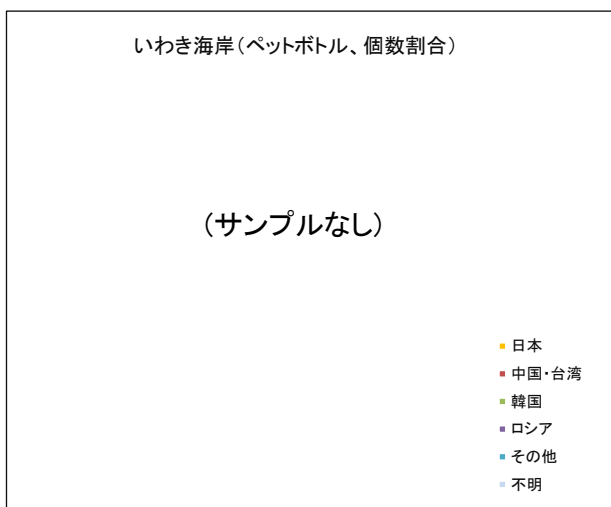 いわき海岸(ペットボトル、個数割合)
(サンプルなし)
日本
中国・台湾
韓国
ロシア
その他
不明